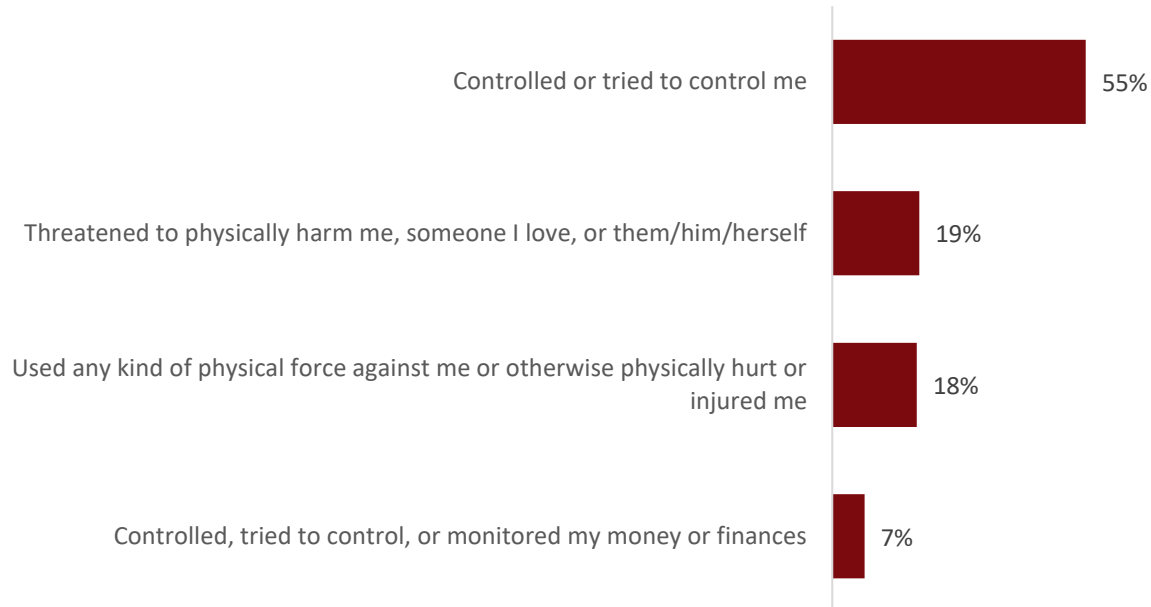 Controlled or tried to control me
55%
Threatened to physically harm me, someone I love, or them/him/herself
19%
Used any kind of physical force against me or otherwise physically hurt or
injured me
18%
Controlled, tried to control, or monitored my money or finances
7%